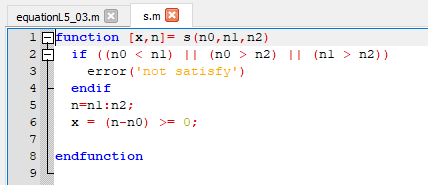 equationL5_03.m s.m
1 function [x,n]= s(n0,n1,n2)
2 if ((n0 < n1) || (n0 > n2) || (n1 > n2))
3 error('not satisfy')
4 endif
5 n=n1:n2;
6 x = (n-n0) >= 0;
7
8 endfunction
9